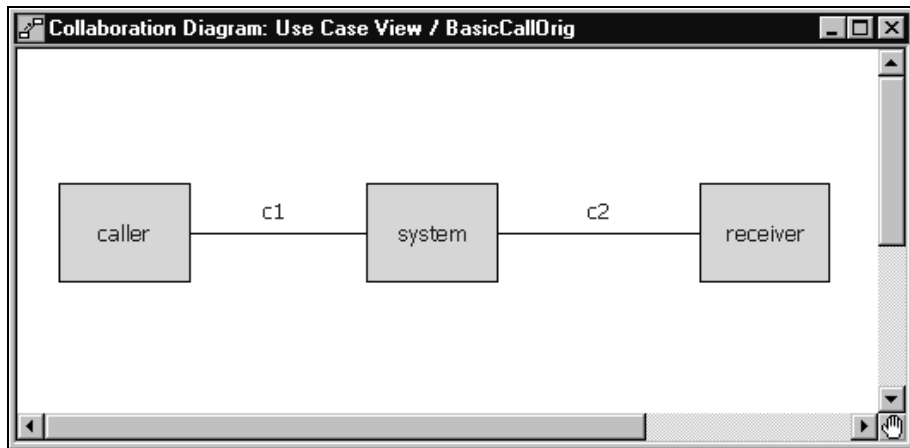 Collaboration Diagram: Use Case View / BasicCallOrig
c1
c2
caller
system
receiver